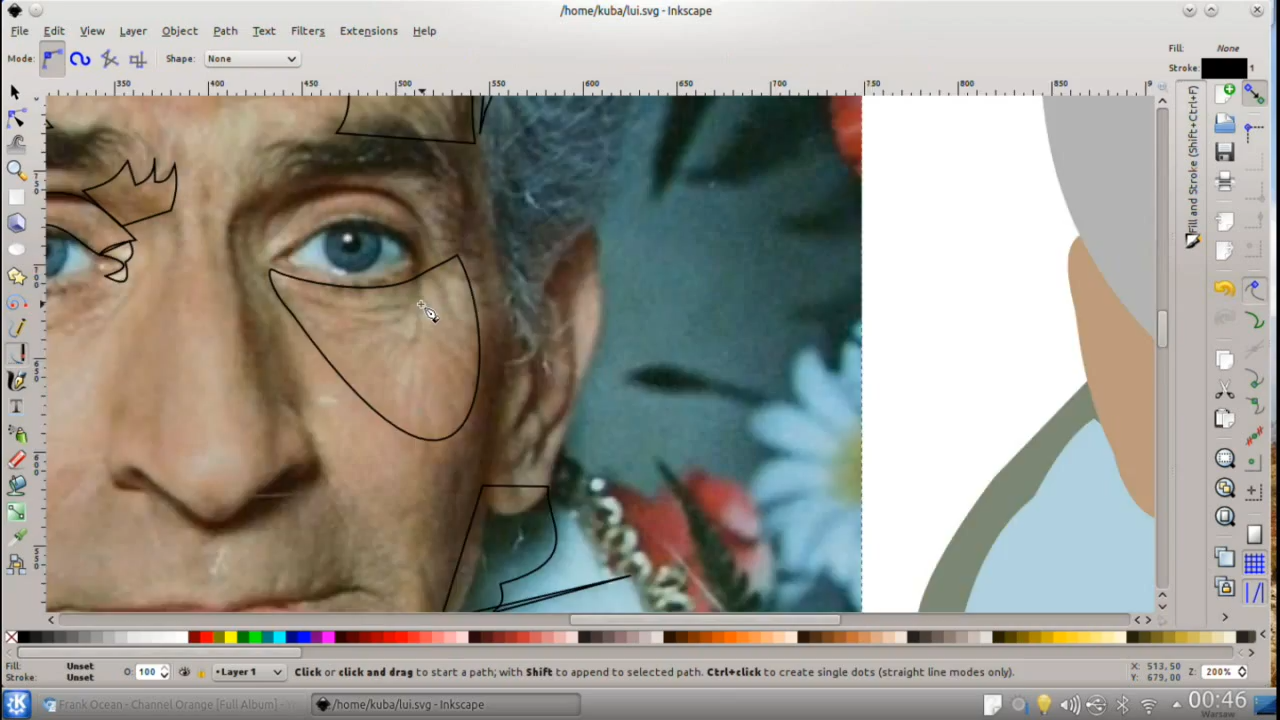 /home/kuba/lui.svg - Inkscape
File Edit View Layer Object Path Text Filters Extensions Help
Mode: Shape: None
Fill: None
Stroke: 1
350 400 450 500 550 600 650 700 750 800 850 9
Fill and Stroke (Shift+Ctrl+F)
Fill: Unset
Stroke: Unset
O: 100
Layer 1
Click or click and drag to start a path; with Shift to append to selected path. Ctrl+click to create single dots (straight line modes only).
X: 513,50
Y: 679,00
Z: 200%
Frank Ocean - Channel Orange [Full Album] -
/home/kuba/lui.svg - Inkscape
00:46
Warsaw